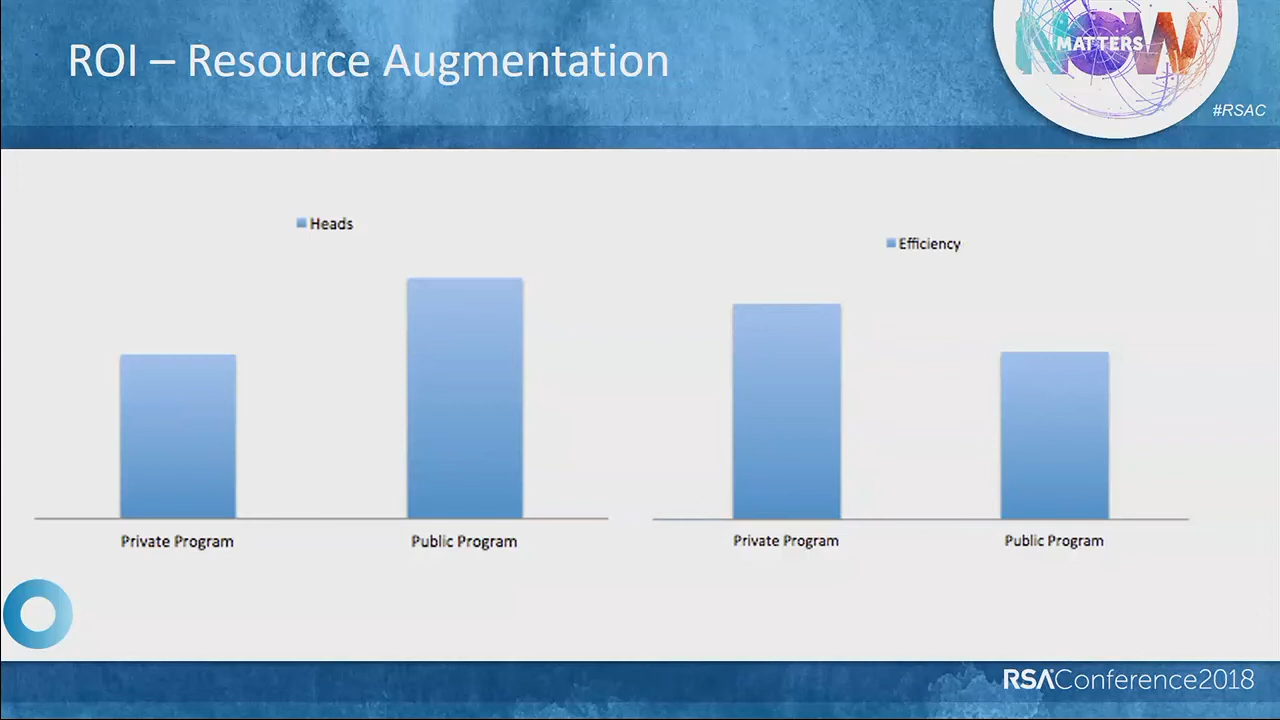 ROI – Resource Augmentation
NOW
MATTERS
#RSAC
Heads
Efficiency
Private Program
Public Program
Private Program
Public Program
RSAConference2018